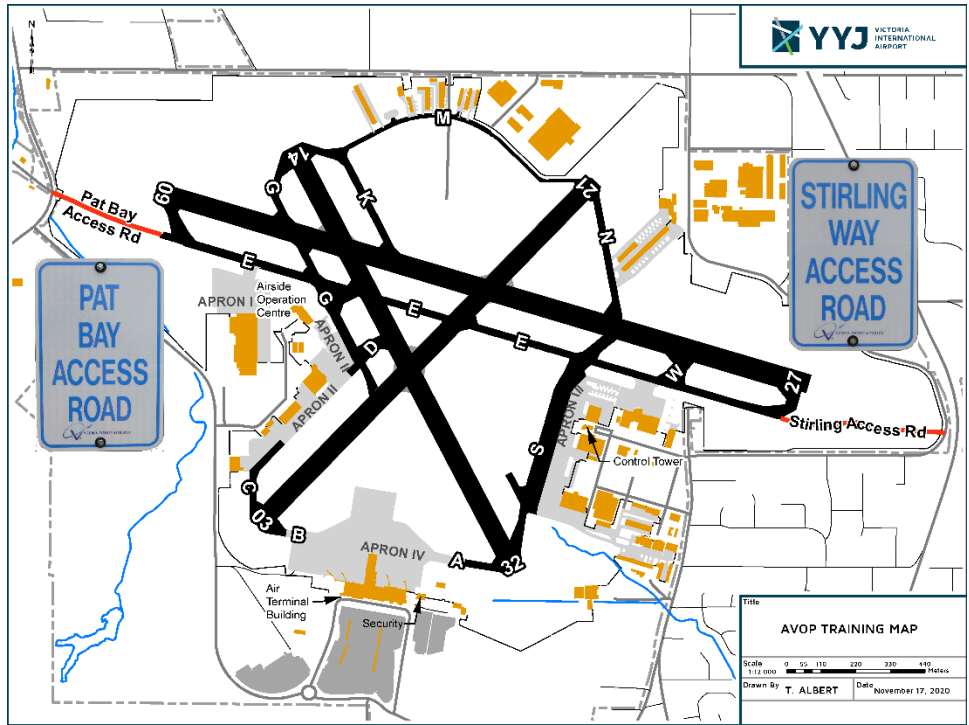 N
YYJ
VICTORIA
INTERNATIONAL
AIRPORT
M
14
21
G
K
09
N
Pat Bay
Access Rd
STIRLING
WAY
ACCESS
ROAD
PAT
BAY
ACCESS
ROAD
E
APRON I
Airside
Operation
Centre
G
E
APRON II
D
E
W
27
APRON II
APRON III
Stirling Access Rd
S
Control Tower
C
03
B
APRON IV
A
32
Air
Terminal
Building
Security
Title
AVOP TRAINING MAP
Scale
1:12 000
0 55 110 220 330 440
Meters
Drawn By T. ALBERT
Date November 17, 2020